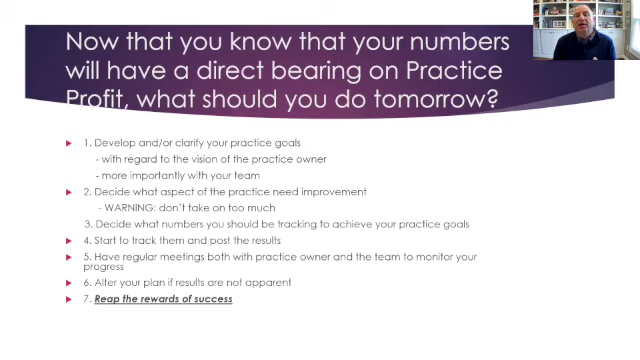 Now that you know that your numbers
will have a direct bearing on Practice
Profit, what should you do tomorrow?
1. Develop and/or clarify your practice goals
- with regard to the vision of the practice owner
- more importantly with your team
2. Decide what aspect of the practice need improvement
- WARNING: don't take on too much
3. Decide what numbers you should be tracking to achieve your practice goals
4. Start to track them and post the results
5. Have regular meetings both with practice owner and the team to monitor your
progress
6. Alter your plan if results are not apparent
7. Reap the rewards of success